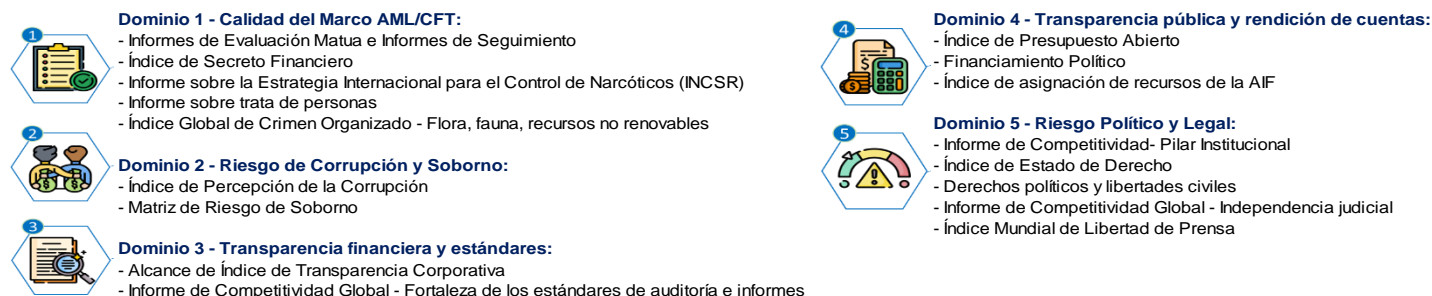 1
Dominio 1 - Calidad del Marco AML/CFT:
- Informes de Evaluación Matua e Informes de Seguimiento
- Índice de Secreto Financiero
- Informe sobre la Estrategia Internacional para el Control de Narcóticos (INCSR)
- Informe sobre trata de personas
- Índice Global de Crimen Organizado - Flora, fauna, recursos no renovables
2
Dominio 2 - Riesgo de Corrupción y Soborno:
- Índice de Percepción de la Corrupción
- Matriz de Riesgo de Soborno
3
Dominio 3 - Transparencia financiera y estándares:
- Alcance de Índice de Transparencia Corporativa
- Informe de Competitividad Global - Fortaleza de los estándares de auditoría e informes
4
Dominio 4 - Transparencia pública y rendición de cuentas:
- Índice de Presupuesto Abierto
- Financiamiento Político
- Índice de asignación de recursos de la AIF
5
Dominio 5 - Riesgo Político y Legal:
- Informe de Competitividad- Pilar Institucional
- Índice de Estado de Derecho
- Derechos políticos y libertades civiles
- Informe de Competitividad Global - Independencia judicial
- Índice Mundial de Libertad de Prensa